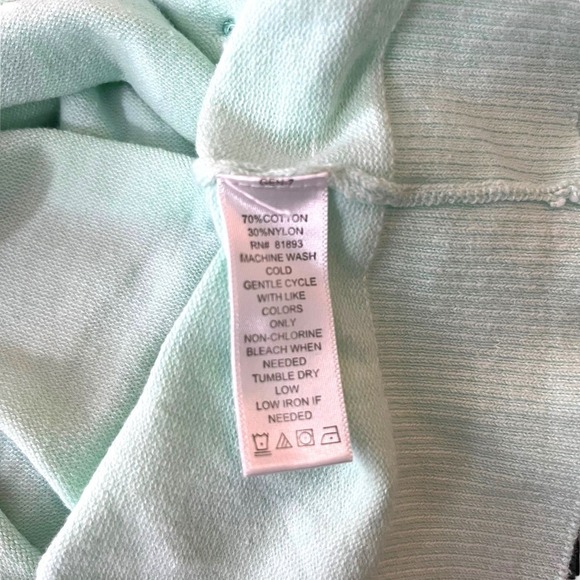 70%COTTON
30%NYLON
RN# 81893
MACHINE WASH
COLD
GENTLE CYCLE
WITH LIKE
COLORS
ONLY
NON-CHLORINE
BLEACH WHEN
NEEDED
TUMBLE DRY
LOW
LOW IRON IF
NEEDED